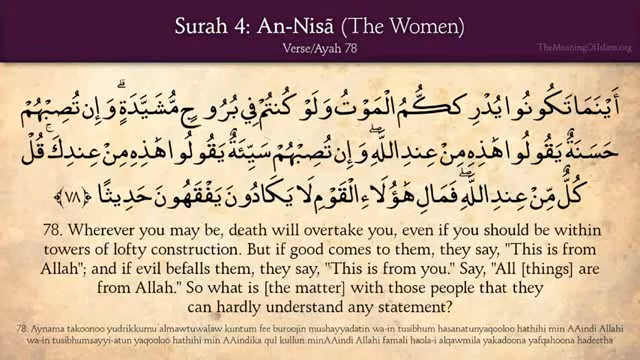 Surah 4: An-Nisã (The Women)
Verse/Ayah 78
TheMeaningOfIslam.org
أَيْنَمَا تَكُونُوا يُدْرِككُّمُ الْمَوْتُ وَلَوْ كُنتُمْ فِي بُرُوجٍ مُّشَيَّدَةٍ ۗ وَإِن تُصِبْهُمْ
حَسَنَةٌ يَقُولُوا هَٰذِهِ مِنْ عِندِ اللَّهِ ۖ وَإِن تُصِبْهُمْ سَيِّئَةٌ يَقُولُوا هَٰذِهِ مِنْ عِندِكَ ۚ قُلْ
كُلٌّ مِّنْ عِندِ اللَّهِ ۖ فَمَالِ هَٰؤُلَاءِ الْقَوْمِ لَا يَكَادُونَ يَفْقَهُونَ حَدِيثًا ﴿٧٨﴾
78. Wherever you may be, death will overtake you, even if you should be within
towers of lofty construction. But if good comes to them, they say, "This is from
Allah"; and if evil befalls them, they say, "This is from you." Say, "All [things] are
from Allah." So what is [the matter] with those people that they
can hardly understand any statement?
78. Aynama takoonoo yudrikkumu almawtuwalaw kuntum fee buroojin mushayyadatin wa-in tusibhum hasanatunyaqooloo hathihi min AAindi Allahi
wa-in tusibhumsayyi-atun yaqooloo hathihi min AAindika qul kullun minAAindi Allahi famali haola-i alqawmila yakadoona yafqahoona hadeetha